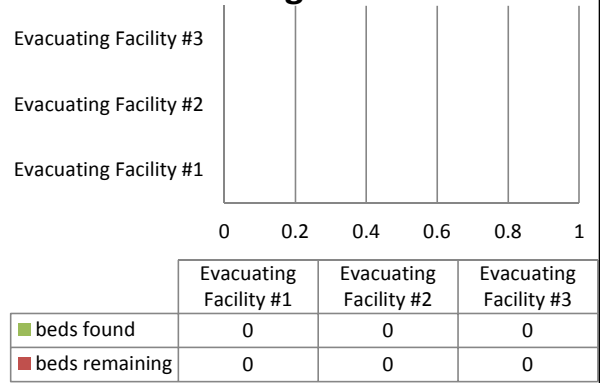 Evacuating Facility #3
Evacuating Facility #2
Evacuating Facility #1
0 0.2 0.4 0.6 0.8 1
Evacuating Facility #1 Evacuating Facility #2 Evacuating Facility #3
beds found 0 0 0
beds remaining 0 0 0